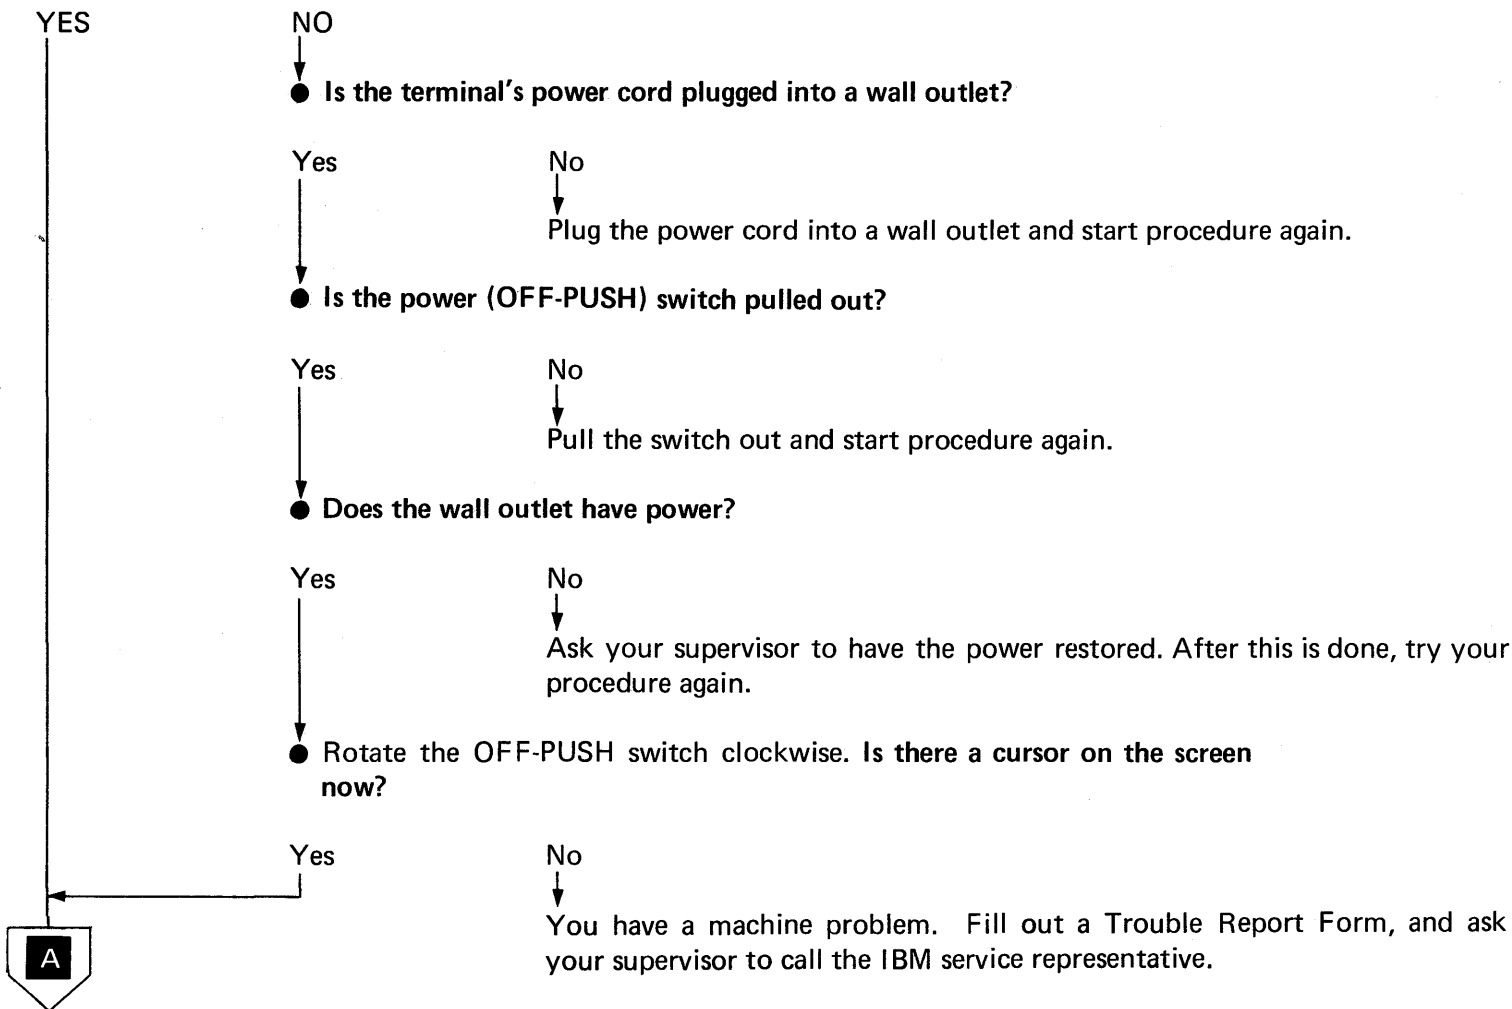 YES NO
● Is the terminal's power cord plugged into a wall outlet?
Yes No
Plug the power cord into a wall outlet and start procedure again.
● Is the power (OFF-PUSH) switch pulled out?
Yes No
Pull the switch out and start procedure again.
● Does the wall outlet have power?
Yes No
Ask your supervisor to have the power restored. After this is done, try your
procedure again.
● Rotate the OFF-PUSH switch clockwise. Is there a cursor on the screen
now?
Yes No
You have a machine problem. Fill out a Trouble Report Form, and ask
your supervisor to call the IBM service representative.
A